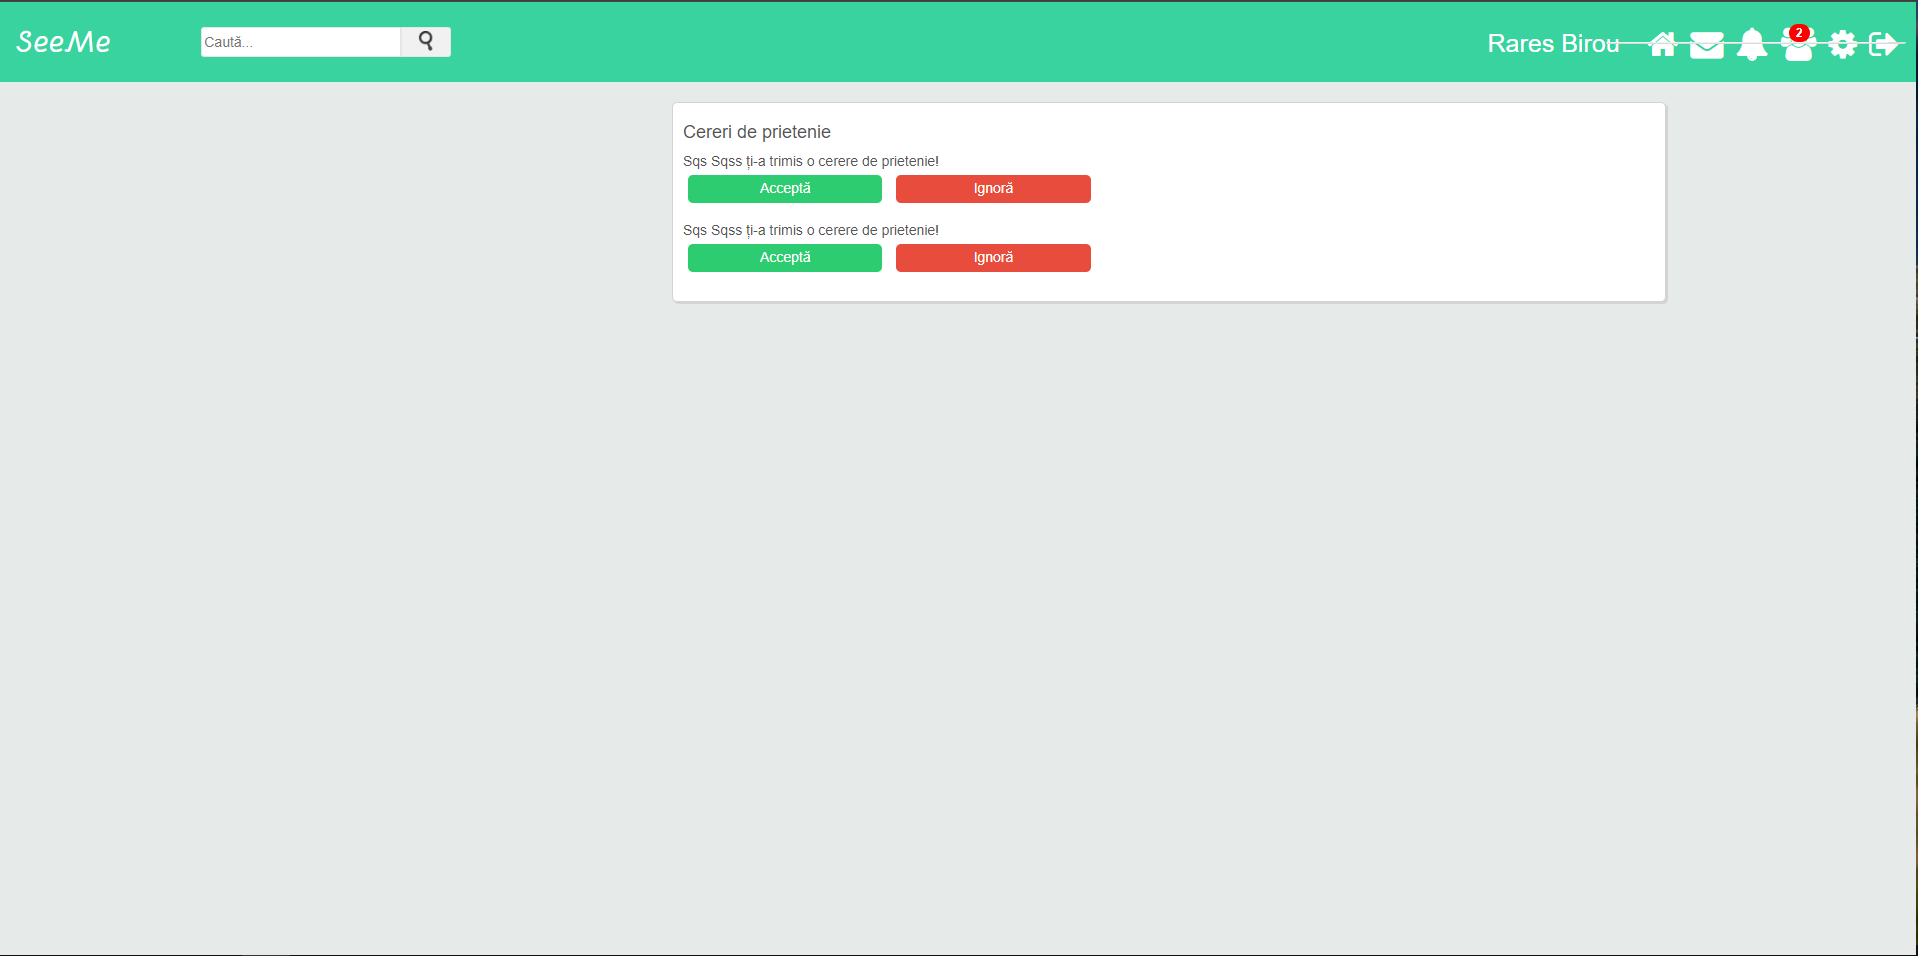 SeeMe
Caută...
Rares Birou
2
Cereri de prietenie
Sqs Sqss ți-a trimis o cerere de prietenie!
Acceptă Ignoră
Sqs Sqss ți-a trimis o cerere de prietenie!
Acceptă Ignoră